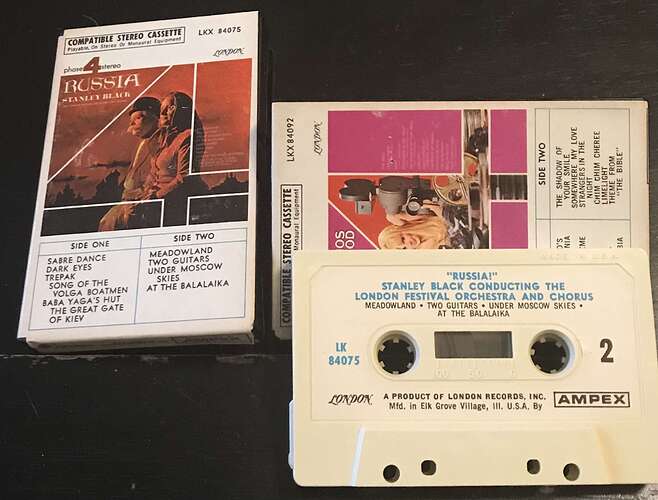 COMPATIBLE STEREO CASSETTE
Playable, On Stereo Or Monaural Equipment
LKX 84075
LONDON
phase 4 stereo
RUSSIA
STANLEY BLACK
SIDE ONE
SABRE DANCE
DARK EYES
TREPAK
SONG OF THE
VOLGA BOATMEN
BABA YAGA'S HUT
THE GREAT GATE
OF KIEV
SIDE TWO
MEADOWLAND
TWO GUITARS
UNDER MOSCOW
SKIES
AT THE BALALAIKA
COMPATIBLE STEREO CASSETTE
Monaural Equipment
LKX 84092
LONDON
SIDE TWO
THE SHADOW OF
YOUR SMILE
SOMEWHERE MY LOVE
STRANGERS IN THE
NIGHT
CHIM CHIM CHEREE
LIMELIGHT
THEME FROM
"THE BIBLE"
"RUSSIA!"
STANLEY BLACK CONDUCTING THE
LONDON FESTIVAL ORCHESTRA AND CHORUS
MEADOWLAND • TWO GUITARS • UNDER MOSCOW SKIES •
AT THE BALALAIKA
LK
84075
2
100 50 0
LONDON
A PRODUCT OF LONDON RECORDS, INC.
Mfd. in Elk Grove Village, Ill. U.S.A. By
AMPEX